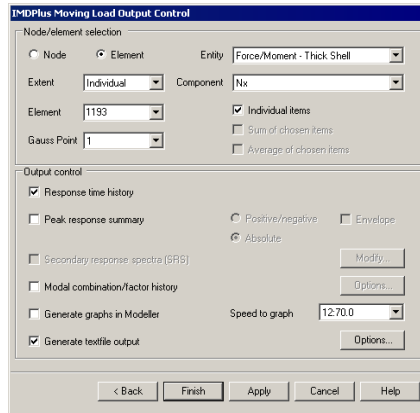 IMDPlus Moving Load Output Control
Node/element selection
Node Element Entity Force/Moment - Thick Shell
Extent Individual Component Nx
Element 1193 Individual items
Sum of chosen items
Gauss Point 1
Average of chosen items
Output control
Response time history
Peak response summary Positive/negative Envelope
Absolute
Secondary response spectra (SRS) Modify...
Modal combination/factor history Options...
Generate graphs in Modeller Speed to graph 12:70.0
Generate textfile output Options...
< Back Finish Apply Cancel Help